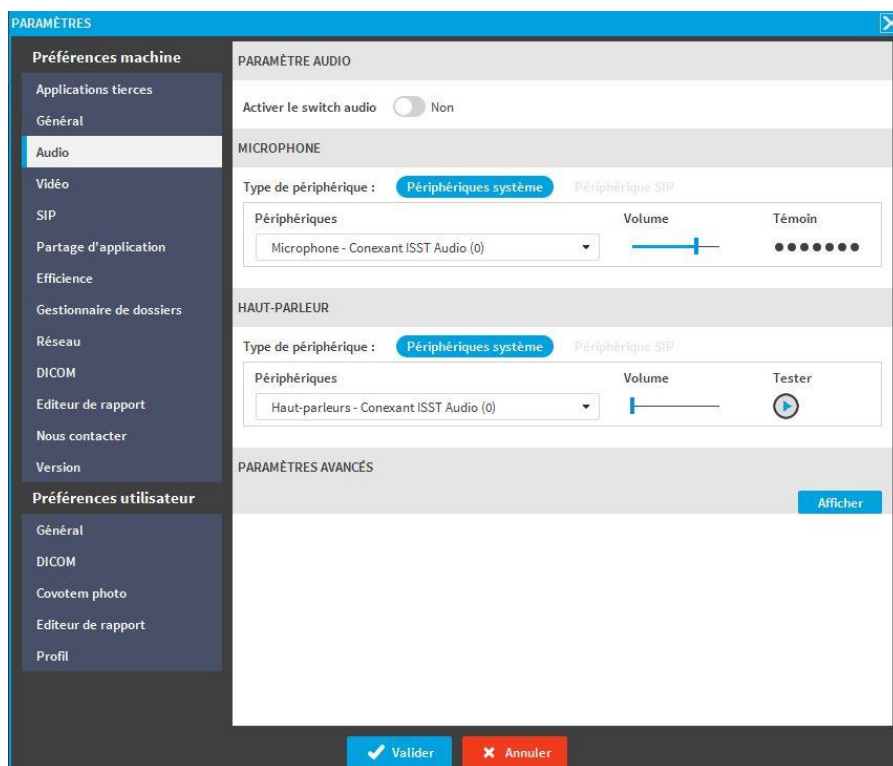 PARAMÈTRES
Préférences machine
Applications tierces
Général
Audio
Vidéo
SIP
Partage d'application
Efficience
Gestionnaire de dossiers
Réseau
DICOM
Editeur de rapport
Nous contacter
Version
Préférences utilisateur
Général
DICOM
Covotem photo
Editeur de rapport
Profil
PARAMÈTRE AUDIO
Activer le switch audio Non
MICROPHONE
Type de périphérique : Périphériques système Périphérique SIP
Périphériques Volume Témoin
Microphone - Conexant ISST Audio (0)
HAUT-PARLEUR
Type de périphérique : Périphériques système Périphérique SIP
Périphériques Volume Tester
Haut-parleurs - Conexant ISST Audio (0)
PARAMÈTRES AVANCÉS
Afficher
Valider Annuler